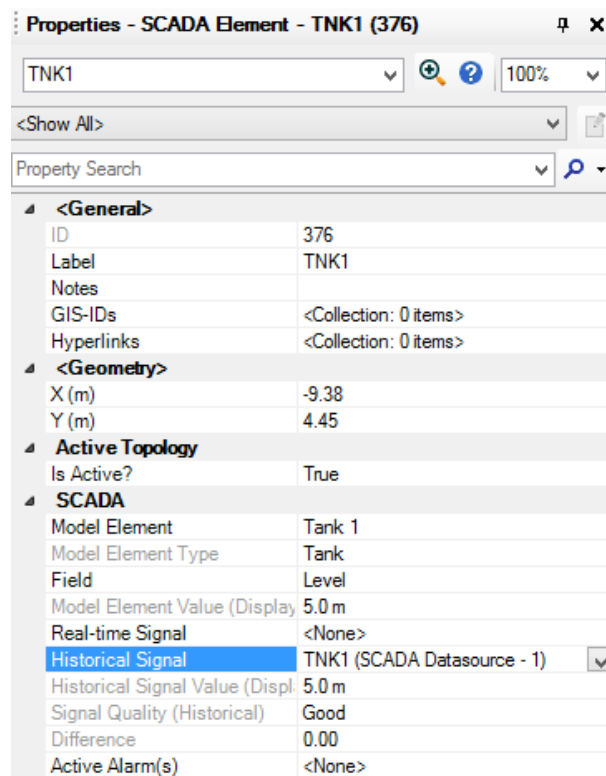 Properties - SCADA Element - TNK1 (376)
TNK1 100%
<Show All>
Property Search
<General>
ID 376
Label TNK1
Notes
GIS-IDs <Collection: 0 items>
Hyperlinks <Collection: 0 items>
<Geometry>
X (m) -9.38
Y (m) 4.45
Active Topology
Is Active? True
SCADA
Model Element Tank 1
Model Element Type Tank
Field Level
Model Element Value (Display 5.0 m
Real-time Signal <None>
Historical Signal TNK1 (SCADA Datasource - 1)
Historical Signal Value (Displ 5.0 m
Signal Quality (Historical) Good
Difference 0.00
Active Alarm(s) <None>